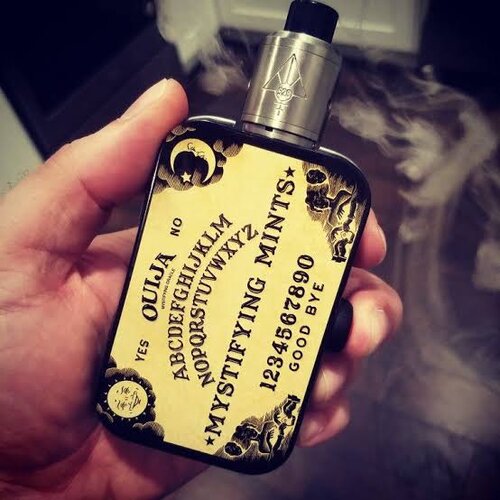 YES
OUIJA
NO
ABCDEFGHIJKLM
NOPQRSTUVWXYZ
★MYSTIFYING MINTS★
1234567890
GOOD BYE